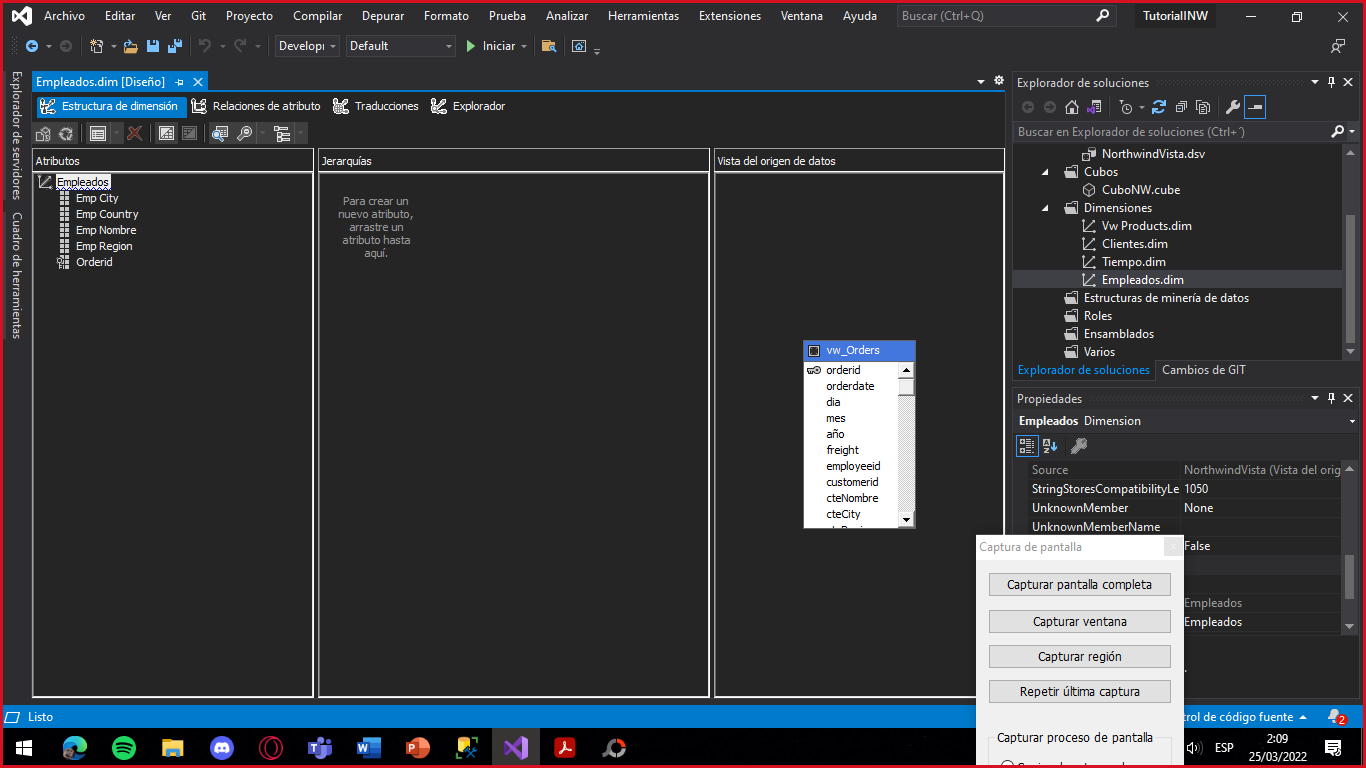 Archivo Editar Ver Git Proyecto Compilar Depurar Formato Prueba Analizar Herramientas Extensiones Ventana Ayuda Buscar (Ctrl+Q) TutorialNW
Developi Default Iniciar
Explorador de servidores
Cuadro de herramientas
Empleados.dim [Diseño]
Estructura de dimensión Relaciones de atributo Traducciones Explorador
Atributos
Empleados
Emp City
Emp Country
Emp Nombre
Emp Region
Orderid
Jerarquías
Para crear un
nuevo atributo,
arrastre un
atributo hasta
aquí.
Vista del origen de datos
vw_Orders
orderid
orderdate
dia
mes
año
freight
employeeid
customerid
cteNombre
cteCity
Explorador de soluciones
Buscar en Explorador de soluciones (Ctrl+´)
NorthwindVista.dsv
Cubos
CuboNW.cube
Dimensiones
Vw Products.dim
Clientes.dim
Tiempo.dim
Empleados.dim
Estructuras de minería de datos
Roles
Ensamblados
Varios
Explorador de soluciones Cambios de GIT
Propiedades
Empleados Dimension
Source NorthwindVista (Vista del orig
StringStoresCompatibilityLe 1050
UnknownMember None
UnknownMemberName
False
Empleados
Empleados
Captura de pantalla
Capturar pantalla completa
Capturar ventana
Capturar región
Repetir última captura
Capturar proceso de pantalla
Listo
trol de código fuente 2
ESP
2:09
25/03/2022